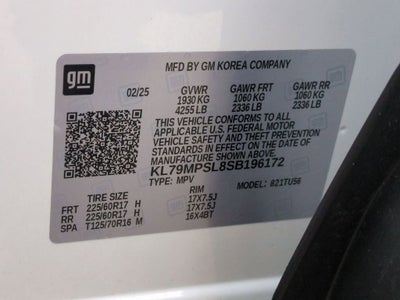 gm
MFD BY GM KOREA COMPANY
02/25 GVWR GAWR FRT GAWR RR
1930 KG 1060 KG 1060 KG
4255 LB 2336 LB 2336 LB
THIS VEHICLE CONFORMS TO ALL
APPLICABLE U.S. FEDERAL MOTOR
VEHICLE SAFETY AND THEFT PREVENTION
STANDARDS IN EFFECT ON THE DATE OF
MANUFACTURE SHOWN ABOVE.
KL79MPSL8SB196172
TYPE: MPV MODEL: 821TU56
TIRE SIZE RIM
FRT 225/60R17 H 17X7.5J
RR 225/60R17 H 17X7.5J
SPA T125/70R16 M 16X4BT